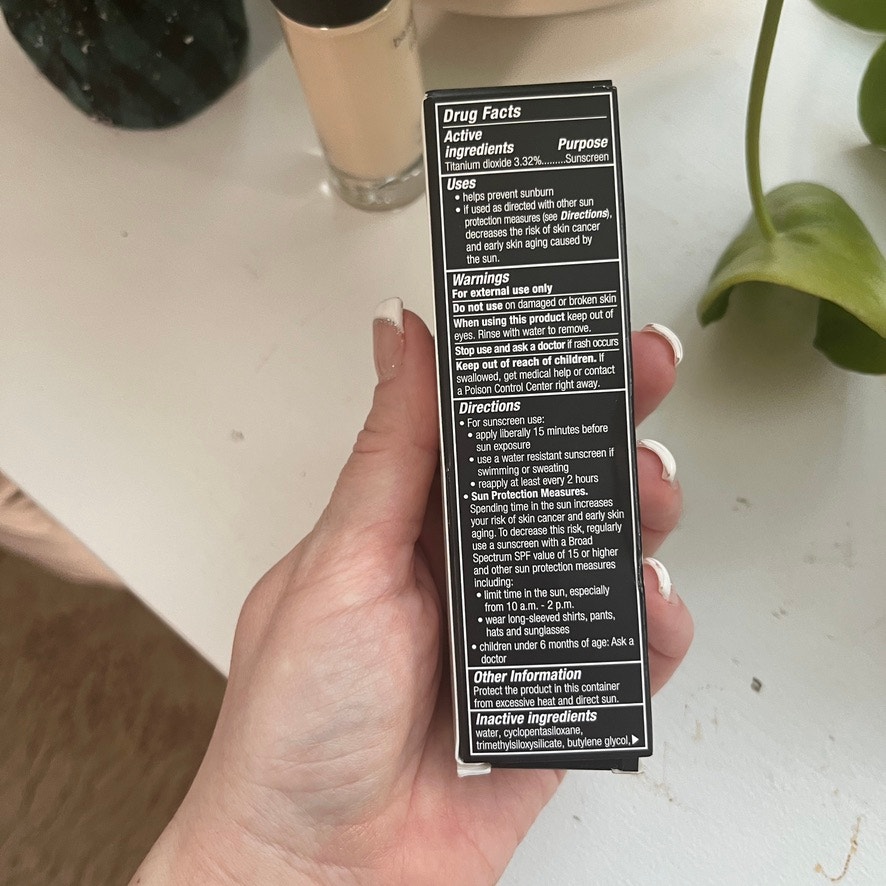 Drug Facts
Active
ingredients Purpose
Titanium dioxide 3.32%.........Sunscreen
Uses
• helps prevent sunburn
• if used as directed with other sun
protection measures (see Directions),
decreases the risk of skin cancer
and early skin aging caused by
the sun.
Warnings
For external use only
Do not use on damaged or broken skin
When using this product keep out of
eyes. Rinse with water to remove.
Stop use and ask a doctor if rash occurs
Keep out of reach of children. If
swallowed, get medical help or contact
a Poison Control Center right away.
Directions
• For sunscreen use:
• apply liberally 15 minutes before
sun exposure
• use a water resistant sunscreen if
swimming or sweating
• reapply at least every 2 hours
• Sun Protection Measures.
Spending time in the sun increases
your risk of skin cancer and early skin
aging. To decrease this risk, regularly
use a sunscreen with a Broad
Spectrum SPF value of 15 or higher
and other sun protection measures
including:
• limit time in the sun, especially
from 10 a.m. - 2 p.m.
• wear long-sleeved shirts, pants,
hats and sunglasses
• children under 6 months of age: Ask a
doctor
Other Information
Protect the product in this container
from excessive heat and direct sun.
Inactive ingredients
water, cyclopentasiloxane,
trimethylsiloxysilicate, butylene glycol,